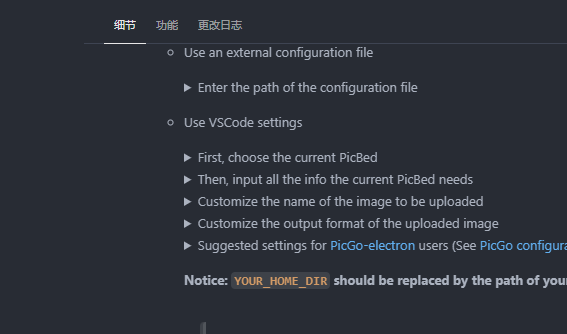 细节 功能 更改日志
Use an external configuration file
Enter the path of the configuration file
Use VSCode settings
First, choose the current PicBed
Then, input all the info the current PicBed needs
Customize the name of the image to be uploaded
Customize the output format of the uploaded image
Suggested settings for PicGo-electron users (See PicGo configura
Notice: YOUR_HOME_DIR should be replaced by the path of your